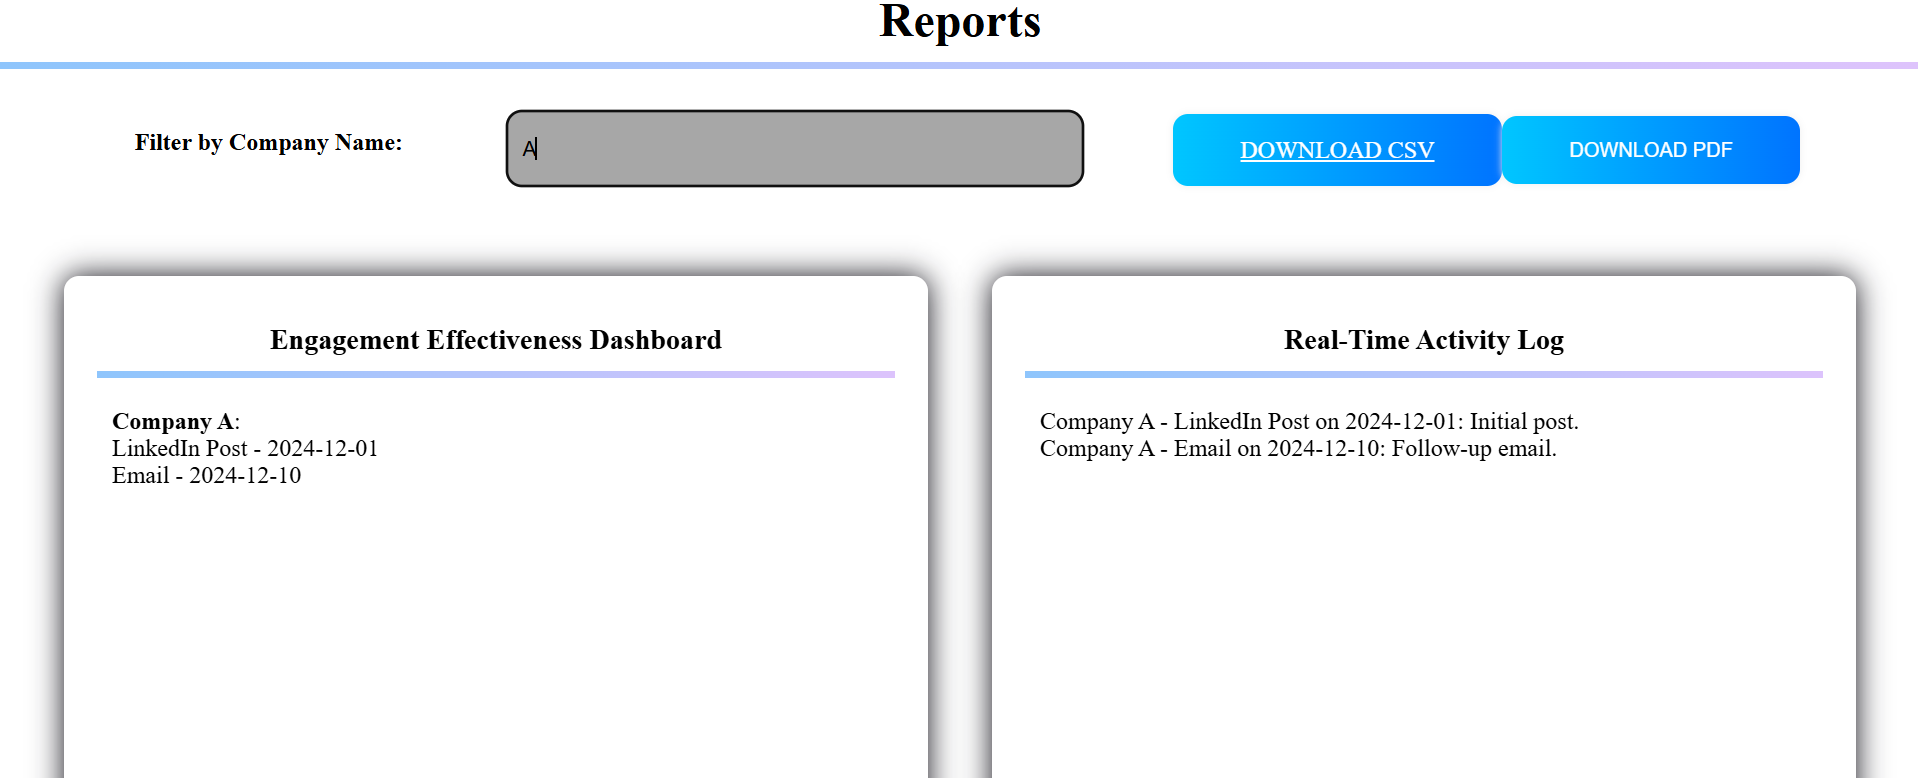 Reports
Filter by Company Name:
A
DOWNLOAD CSV
DOWNLOAD PDF
Engagement Effectiveness Dashboard
Company A:
LinkedIn Post - 2024-12-01
Email - 2024-12-10
Real-Time Activity Log
Company A - LinkedIn Post on 2024-12-01: Initial post.
Company A - Email on 2024-12-10: Follow-up email.